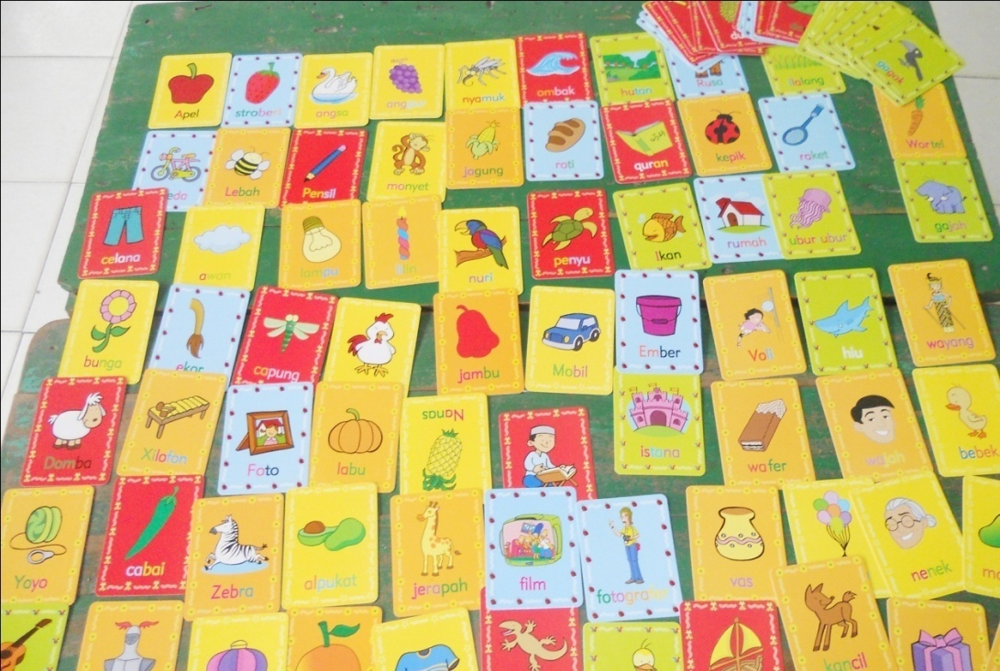 Apel
stroberi
angsa
anggur
nyamuk
ombak
hutan
Rusa
ilalang
gagak
Lebah
Pensil
monyet
jagung
roti
quran
kepik
raket
Wortel
celana
awan
lampu
lilin
nuri
penyu
Ikan
rumah
ubur ubur
gajah
bunga
ekor
capung
jambu
Mobil
Ember
Voli
hiu
wayang
Domba
Xilofon
Foto
labu
Nanas
istana
wafer
wajah
bebek
Yoyo
cabai
Zebra
alpukat
jerapah
film
fotografer
vas
nenek
kancil